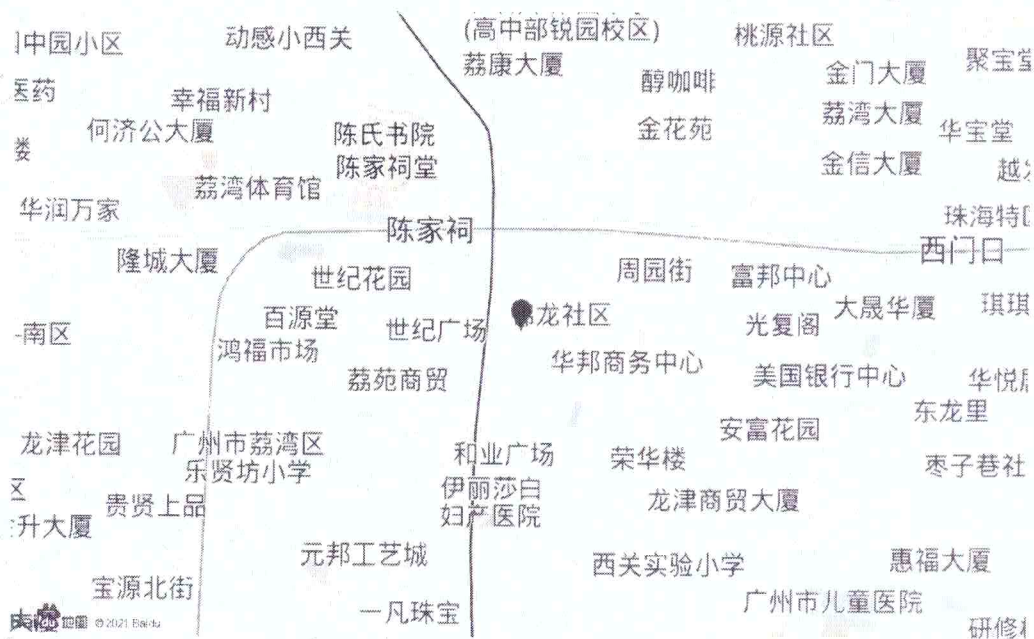 (高中部锐园校区)
中园小区
动感小西关
桃源社区
荔康大厦
聚宝堂
醇咖啡
金门大厦
医药
幸福新村
荔湾大厦
何济公大厦
陈氏书院
陈家祠堂
金花苑
华宝堂
楼
金信大厦
越
荔湾体育馆
华润万家
珠海特
陈家祠
西门口
隆城大厦
世纪花园
周园街
富邦中心
百源堂
世纪广场
龙社区
大晟华厦
琪琪
光复阁
南区
鸿福市场
华邦商务中心
荔苑商贸
美国银行中心
华悦
东龙里
安富花园
龙津花园
广州市荔湾区
乐贤坊小学
和业广场
荣华楼
枣子巷社
区
伊丽莎白
妇产医院
贵贤上品
龙津商贸大厦
升大厦
元邦工艺城
西关实验小学
惠福大厦
宝源北街
一凡珠宝
广州市儿童医院
地图 © 2021 Baidu
研修